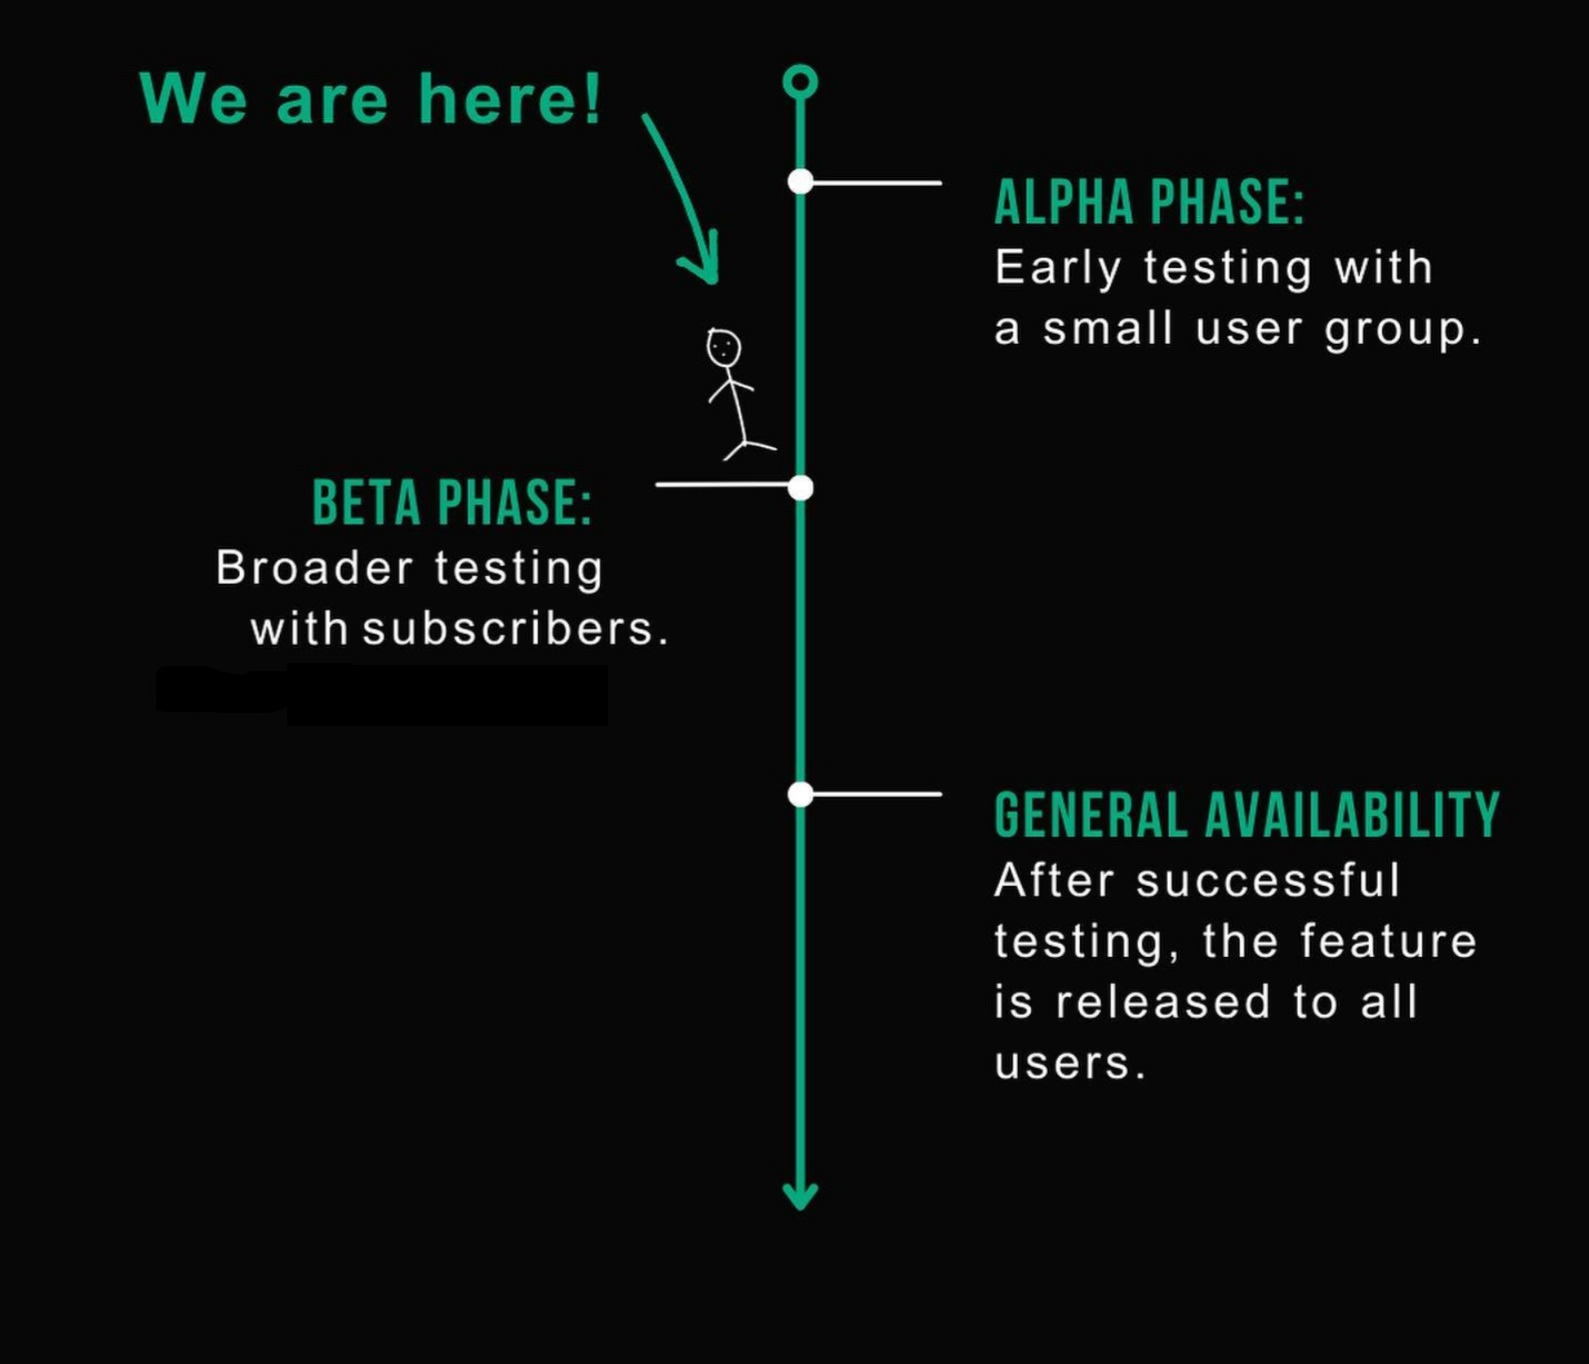 We are here!
ALPHA PHASE:
Early testing with
a small user group.
BETA PHASE:
Broader testing
with subscribers.
GENERAL AVAILABILITY
After successful
testing, the feature
is released to all
users.